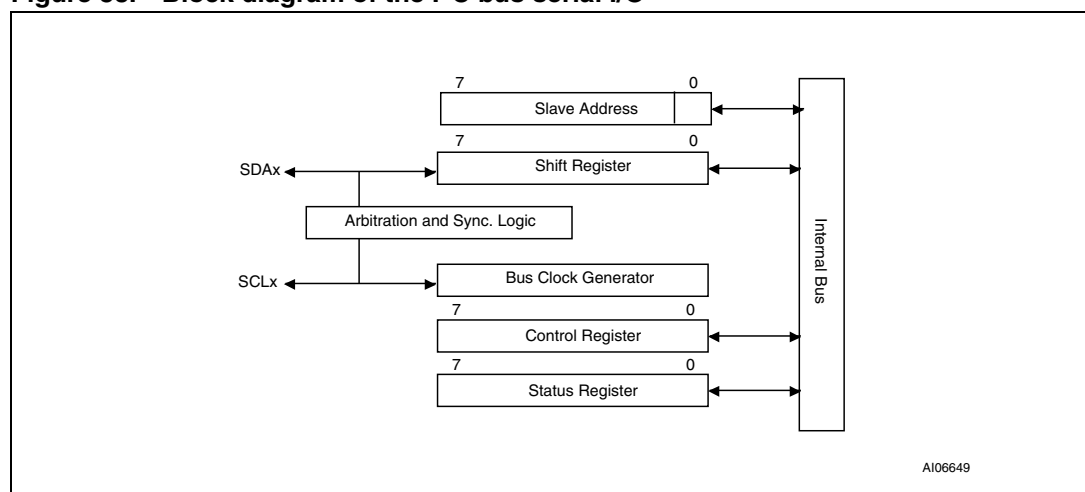 7 0
Slave Address
7 0
SDAx
Shift Register
Arbitration and Sync. Logic
Internal Bus
SCLx
Bus Clock Generator
7 0
Control Register
7 0
Status Register
AI06649